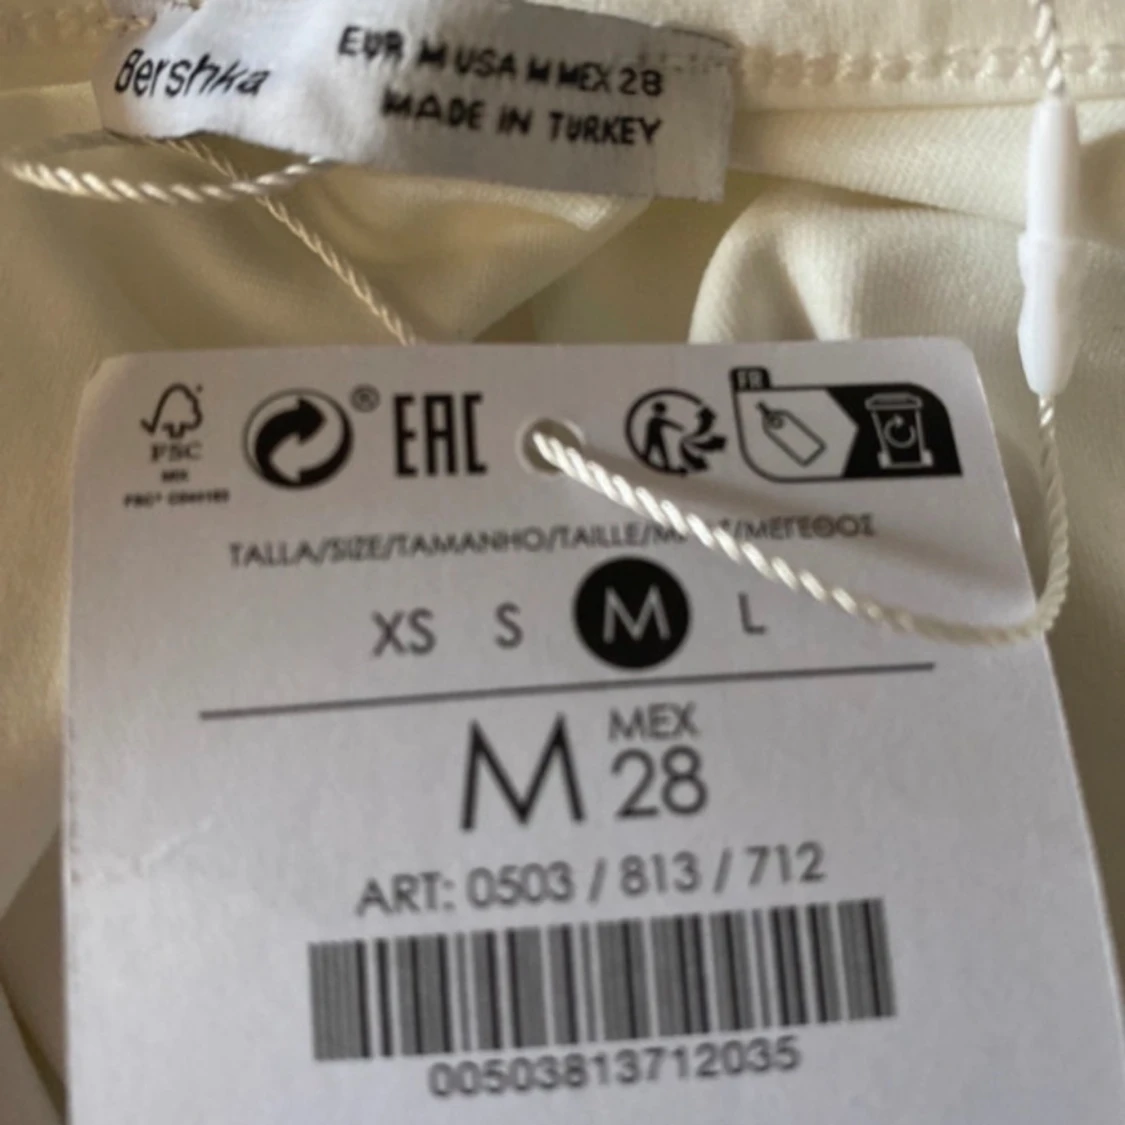 Bershka
EUR M USA M MEX 28
MADE IN TURKEY
FSC
MIX
® EAC
FR
TALLA/SIZE/TAMANHO/TAILLE/ /ΜΕΓΕΘΟΣ
XS S M L
M MEX 28
ART: 0503 / 813 / 712
00503813712035